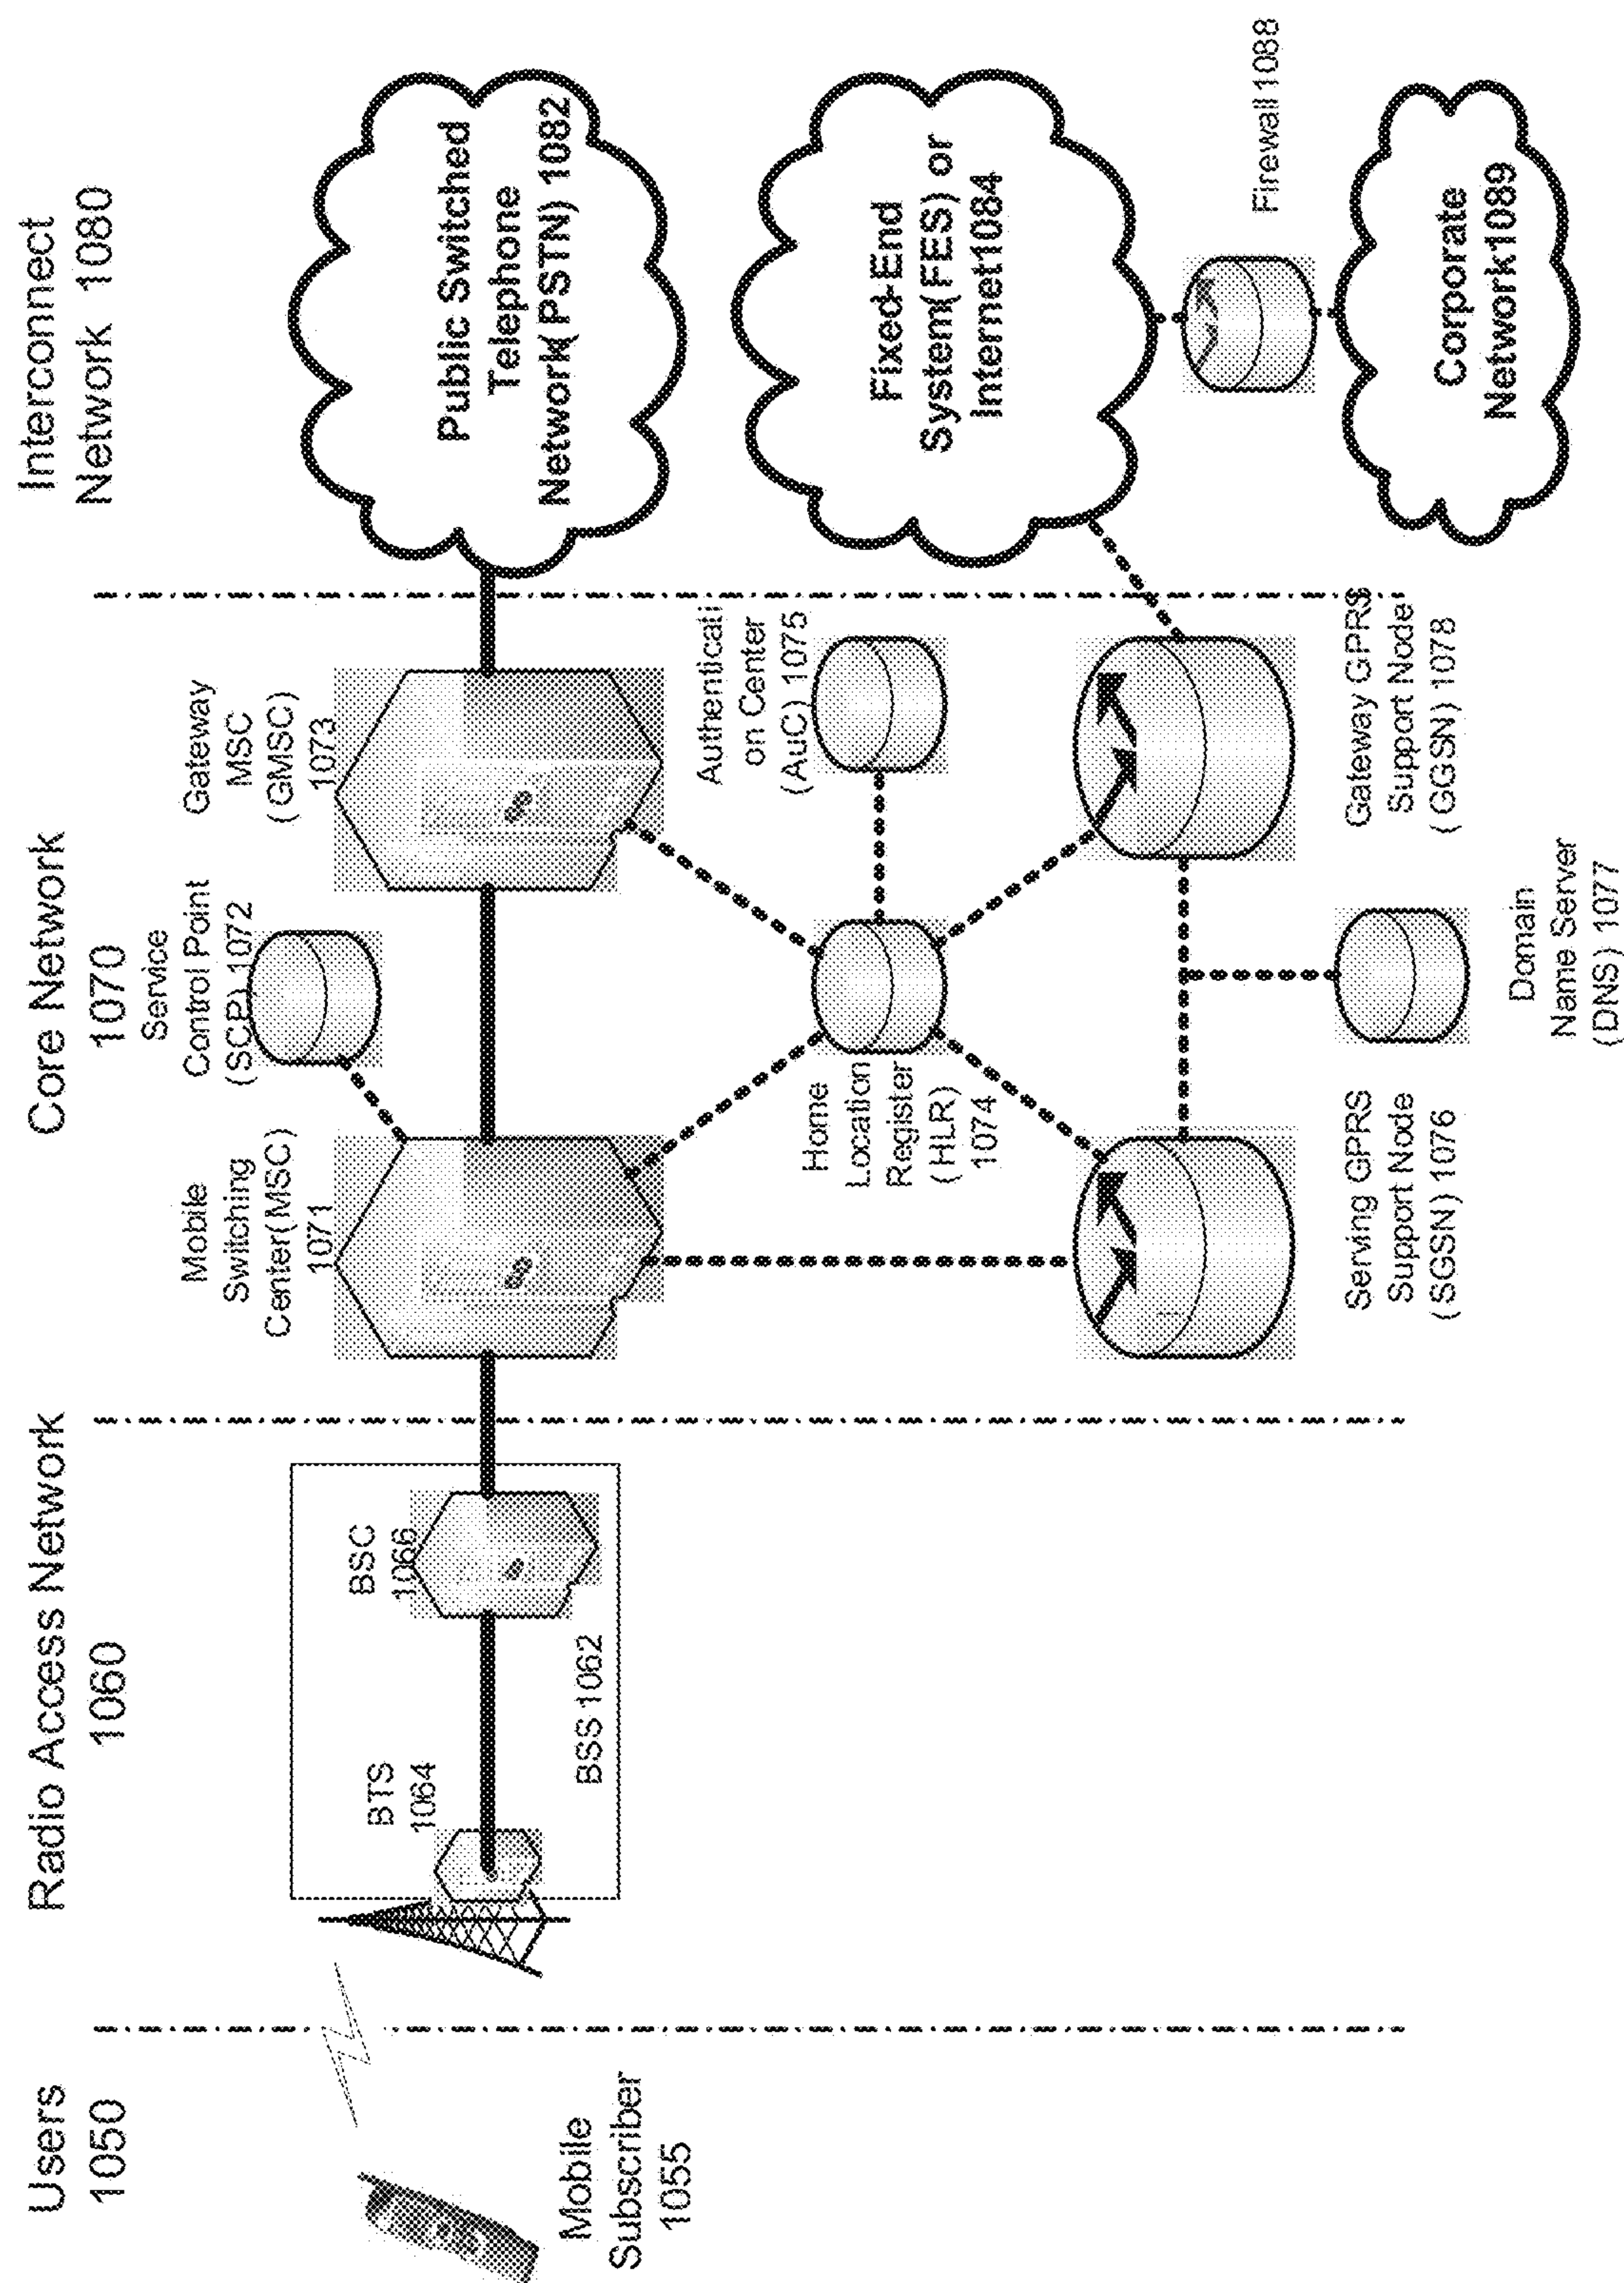 Users
1050
Radio Access Network
1060
Core Network
1070
Interconnect
Network 1080
Mobile
Subscriber
1055
BTS
1064
BSC
1066
BSS 1062
Mobile
Switching
Center(MSC)
1071
Service
Control Point
(SCP) 1072
Gateway
MSC
(GMSC)
1073
Home
Location
Register
(HLR)
1074
Authenticati
on Center
(AuC) 1075
Serving GPRS
Support Node
(SGSN) 1076
Domain
Name Server
(DNS) 1077
Gateway GPRS
Support Node
(GGSN) 1078
Public Switched
Telephone
Network(PSTN) 1082
Fixed-End
System(FES) or
Internet1084
Firewall 1088
Corporate
Network1089